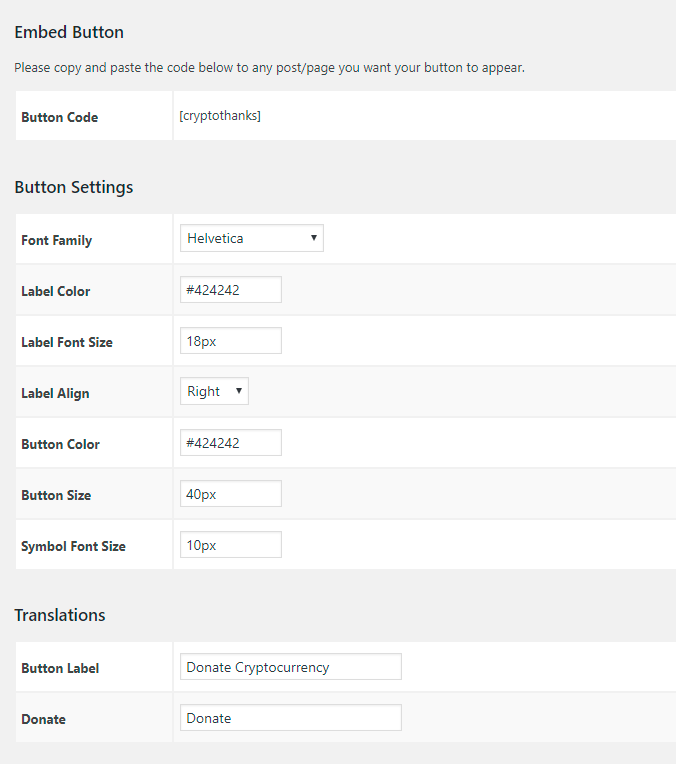 Embed Button
Please copy and paste the code below to any post/page you want your button to appear.
Button Code [cryptothanks]
Button Settings
Font Family Helvetica
Label Color #424242
Label Font Size 18px
Label Align Right
Button Color #424242
Button Size 40px
Symbol Font Size 10px
Translations
Button Label Donate Cryptocurrency
Donate Donate